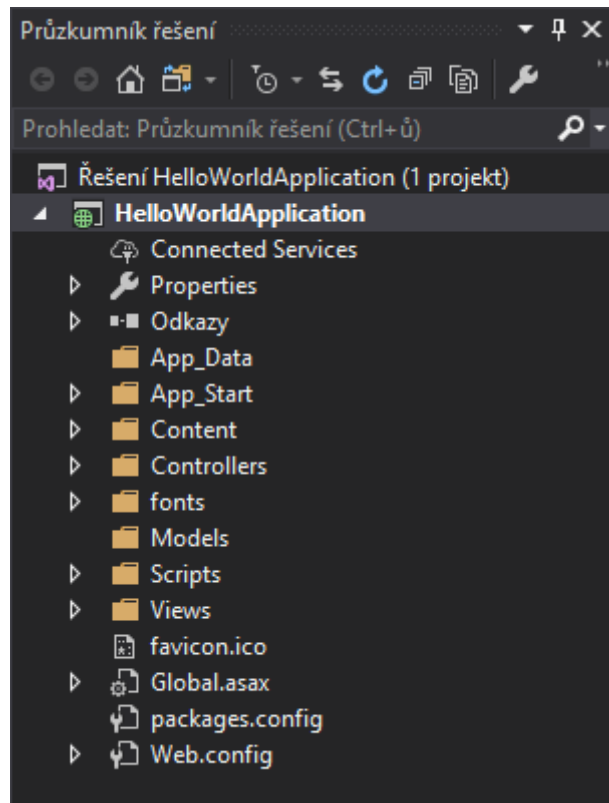 Průzkumník řešení
Prohledat: Průzkumník řešení (Ctrl+ů)
Řešení HelloWorldApplication (1 projekt)
HelloWorldApplication
Connected Services
Properties
Odkazy
App_Data
App_Start
Content
Controllers
fonts
Models
Scripts
Views
favicon.ico
Global.asax
packages.config
Web.config